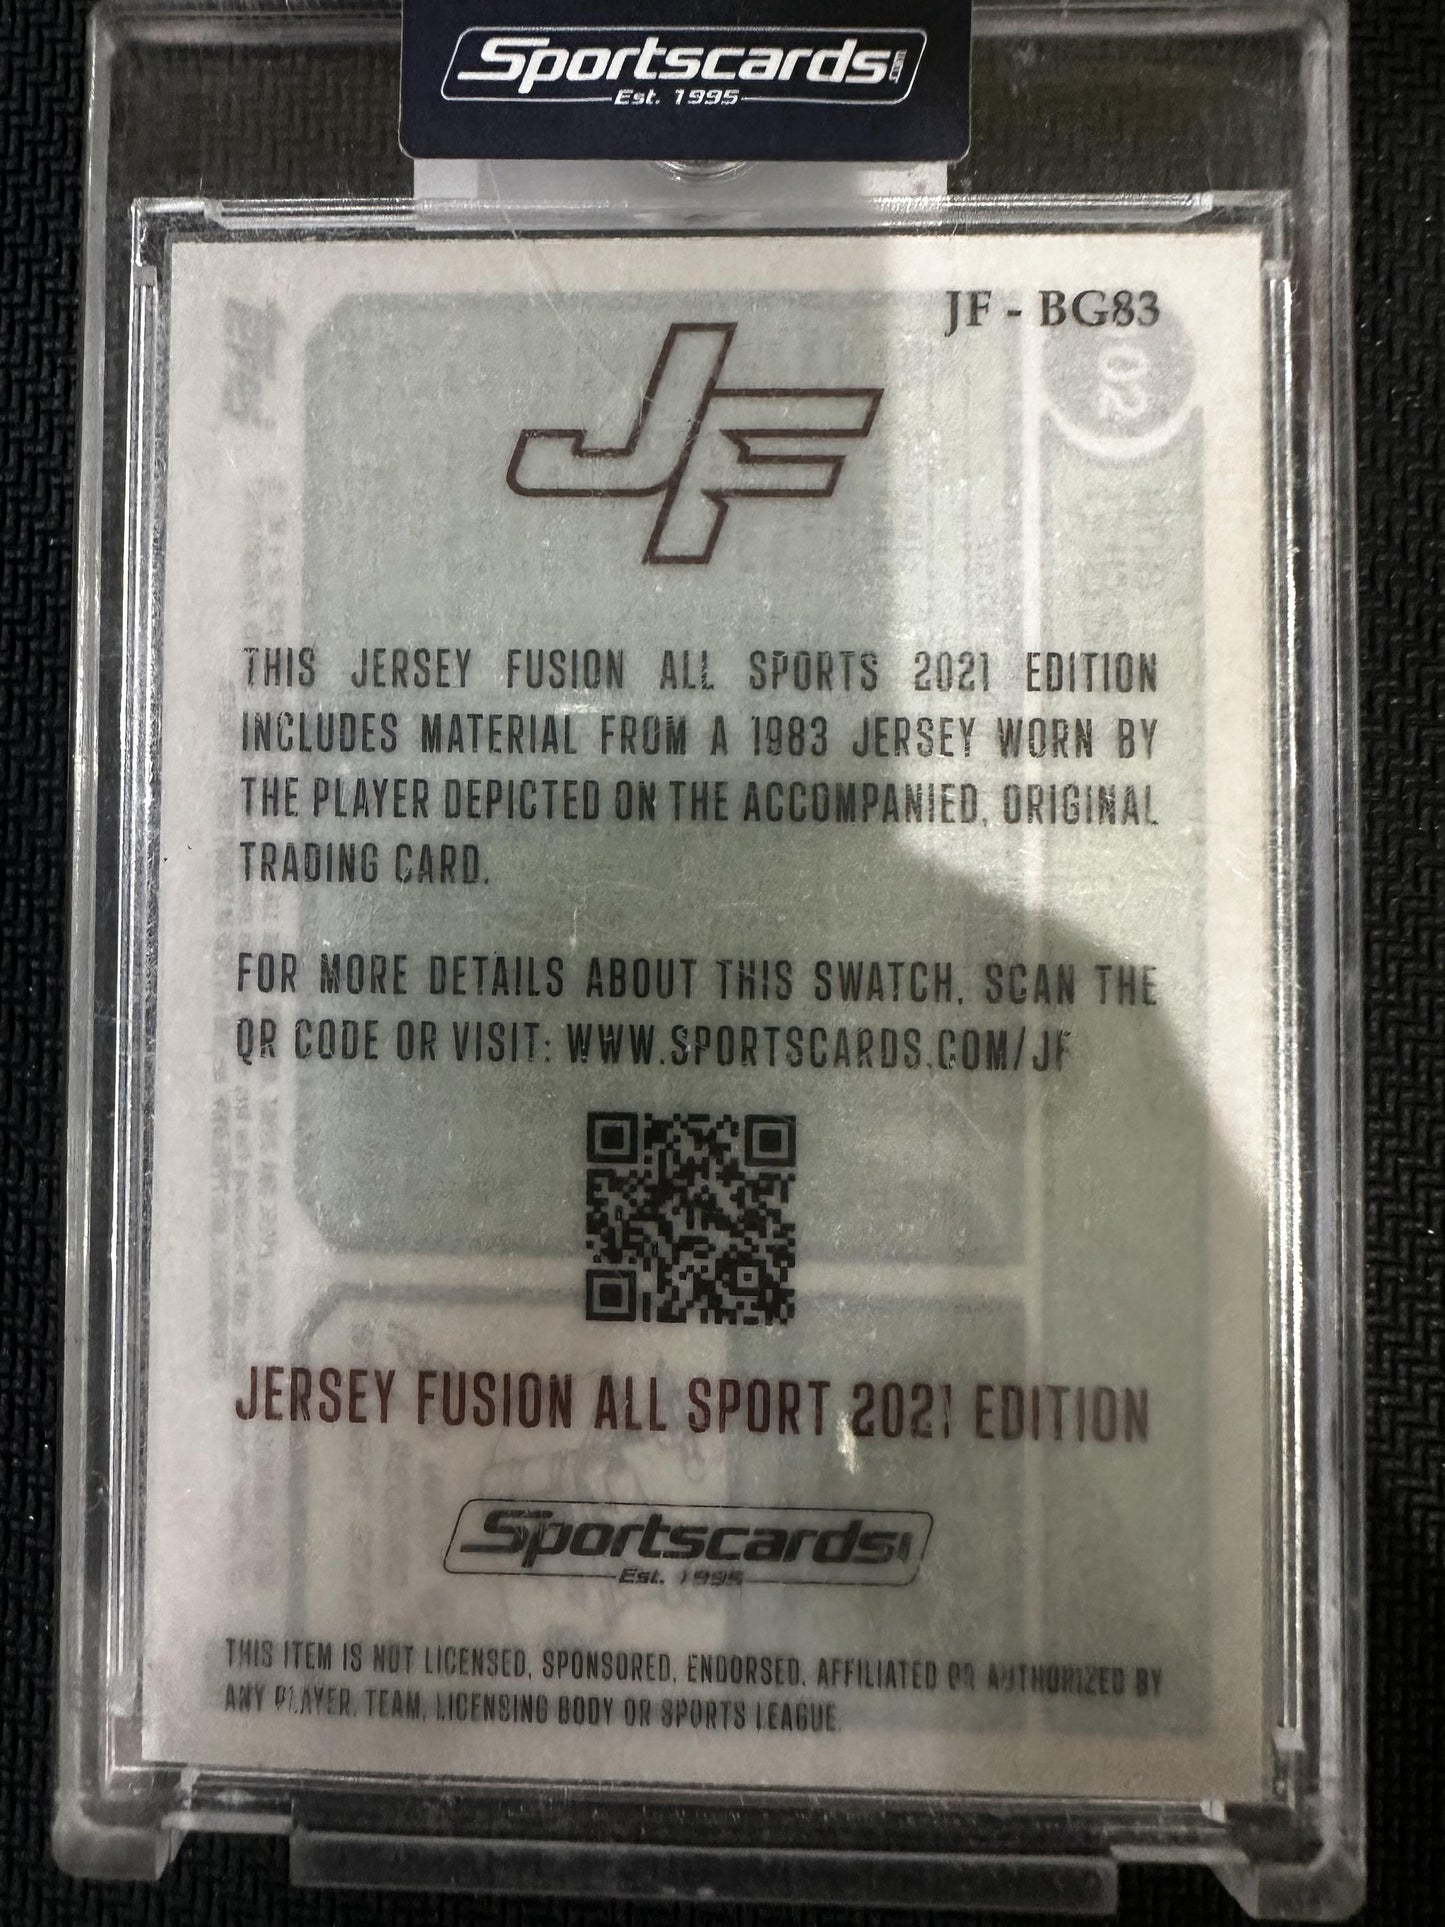 Sportscards.com
Est. 1995
JF - BG83
02
JF
THIS JERSEY FUSION ALL SPORTS 2021 EDITION
INCLUDES MATERIAL FROM A 1983 JERSEY WORN BY
THE PLAYER DEPICTED ON THE ACCOMPANIED, ORIGINAL
TRADING CARD.
FOR MORE DETAILS ABOUT THIS SWATCH, SCAN THE
QR CODE OR VISIT: WWW.SPORTSCARDS.COM/JF
JERSEY FUSION ALL SPORT 2021 EDITION
Sportscards
Est. 1995
THIS ITEM IS NOT LICENSED, SPONSORED, ENDORSED, AFFILIATED OR AUTHORIZED BY
ANY PLAYER, TEAM, LICENSING BODY OR SPORTS LEAGUE.